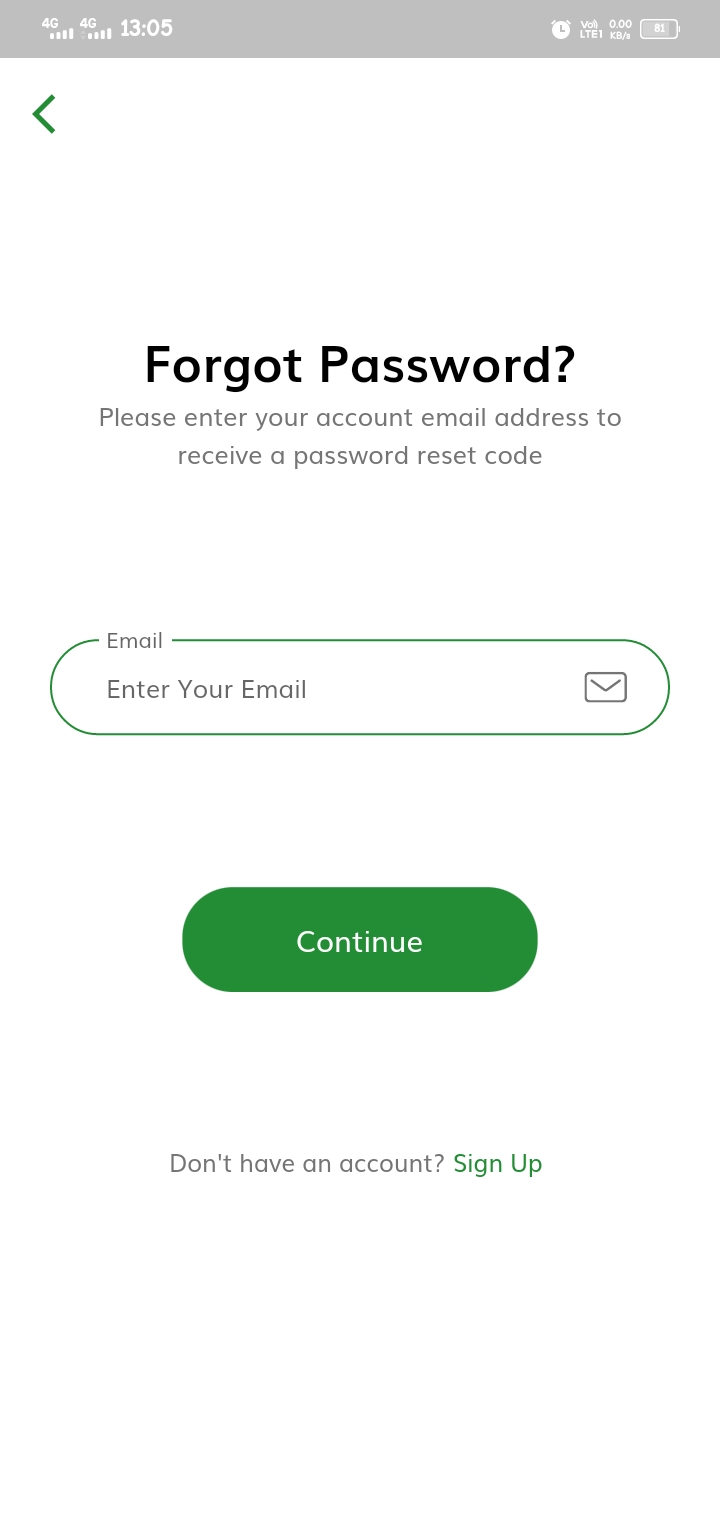 4G 4G 13:05 Vo)) LTE1 0.00 KB/s 81
Forgot Password?
Please enter your account email address to
receive a password reset code
Email
Enter Your Email
Continue
Don't have an account? Sign Up